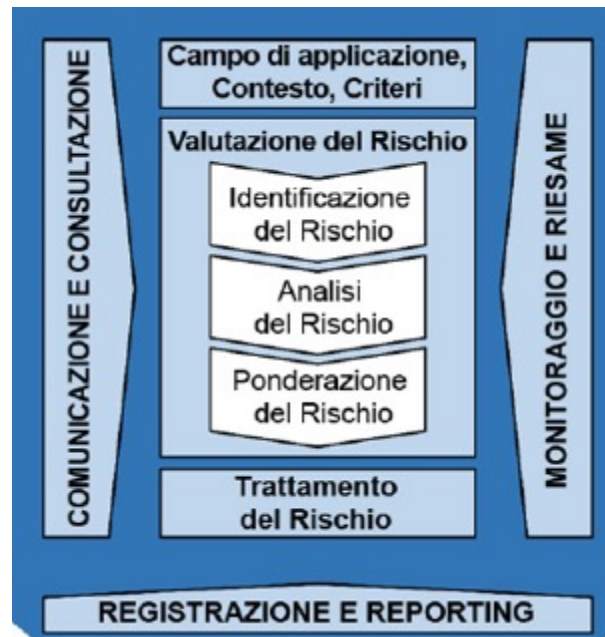 COMUNICAZIONE E CONSULTAZIONE
Campo di applicazione,
Contesto, Criteri
Valutazione del Rischio
Identificazione
del Rischio
Analisi
del Rischio
Ponderazione
del Rischio
Trattamento
del Rischio
MONITORAGGIO E RIESAME
REGISTRAZIONE E REPORTING